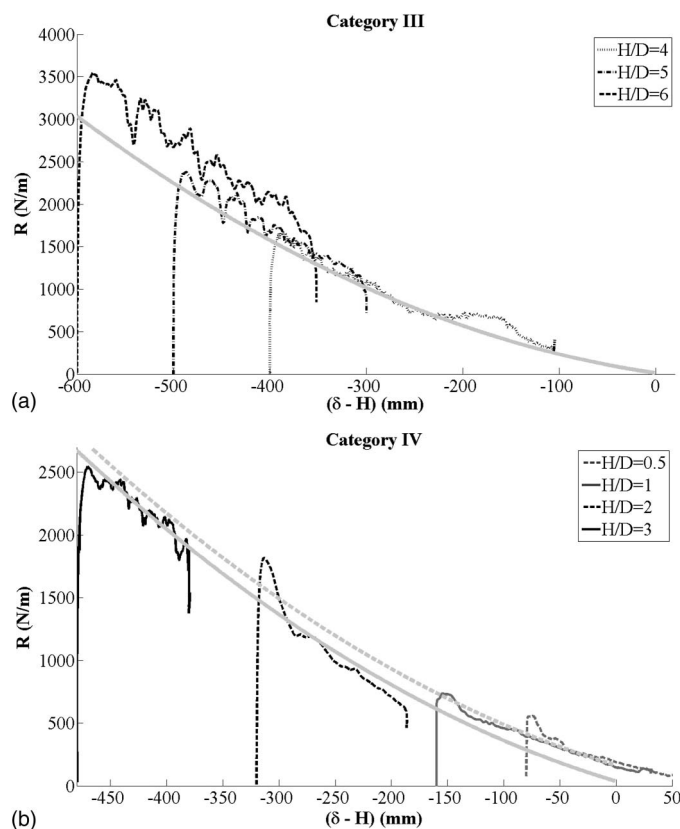 Category III
H/D=4
H/D=5
H/D=6
4000
3500
3000
2500
2000
1500
1000
500
0
R (N/m)
-600 -500 -400 -300 -200 -100 0
(δ - H) (mm)
(a)
Category IV
H/D=0.5
H/D=1
H/D=2
H/D=3
2500
2000
1500
1000
500
0
R (N/m)
-450 -400 -350 -300 -250 -200 -150 -100 -50 0 50
(δ - H) (mm)
(b)